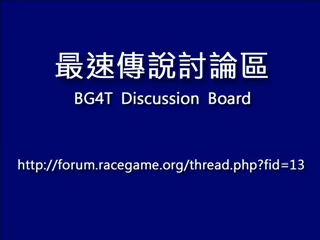 最速傳說討論區
BG4T Discussion Board
http://forum.racegame.org/thread.php?fid=13